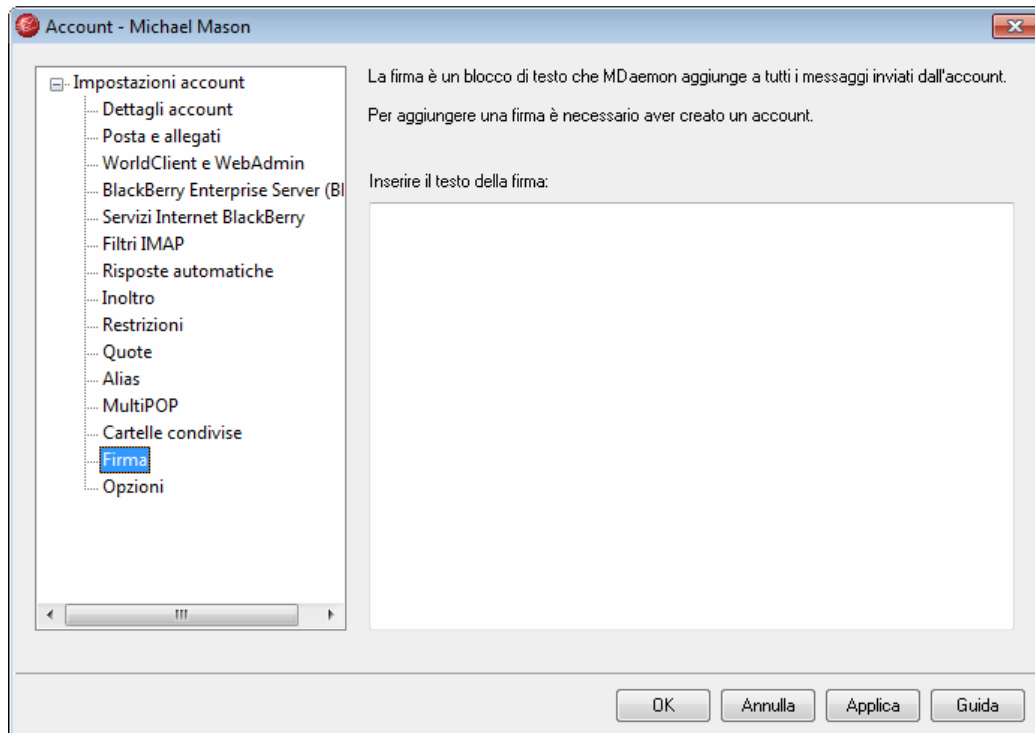 Account - Michael Mason
Impostazioni account
Dettagli account
Posta e allegati
WorldClient e WebAdmin
BlackBerry Enterprise Server (Bl
Servizi Internet BlackBerry
Filtri IMAP
Risposte automatiche
Inoltro
Restrizioni
Quote
Alias
MultiPOP
Cartelle condivise
Firma
Opzioni
La firma è un blocco di testo che MDaemon aggiunge a tutti i messaggi inviati dall'account.
Per aggiungere una firma è necessario aver creato un account.
Inserire il testo della firma:
OK
Annulla
Applica
Guida